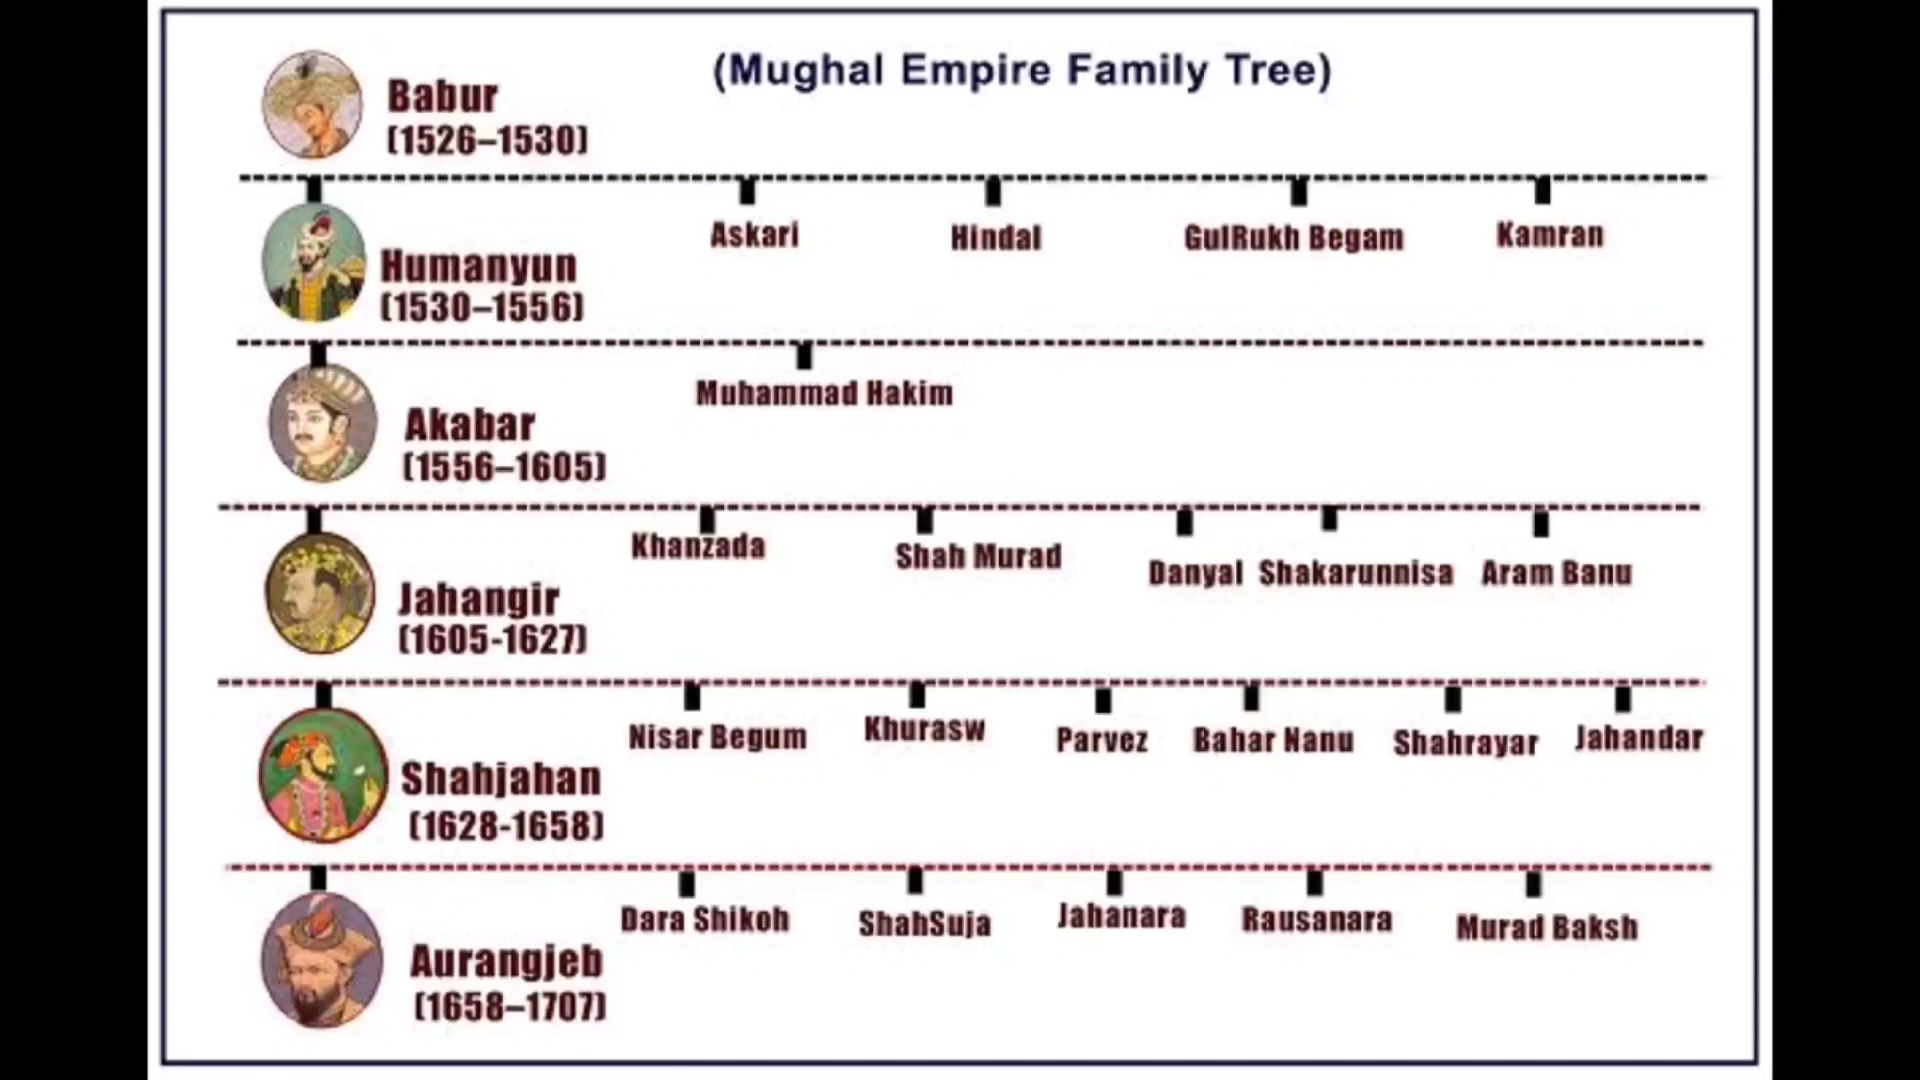 (Mughal Empire Family Tree)
Babur
(1526–1530)
Askari
Hindal
GulRukh Begam
Kamran
Humanyun
(1530–1556)
Muhammad Hakim
Akabar
(1556–1605)
Khanzada
Shah Murad
Danyal
Shakarunnisa
Aram Banu
Jahangir
(1605-1627)
Nisar Begum
Khurasw
Parvez
Bahar Nanu
Shahrayar
Jahandar
Shahjahan
(1628-1658)
Dara Shikoh
ShahSuja
Jahanara
Rausanara
Murad Baksh
Aurangjeb
(1658–1707)